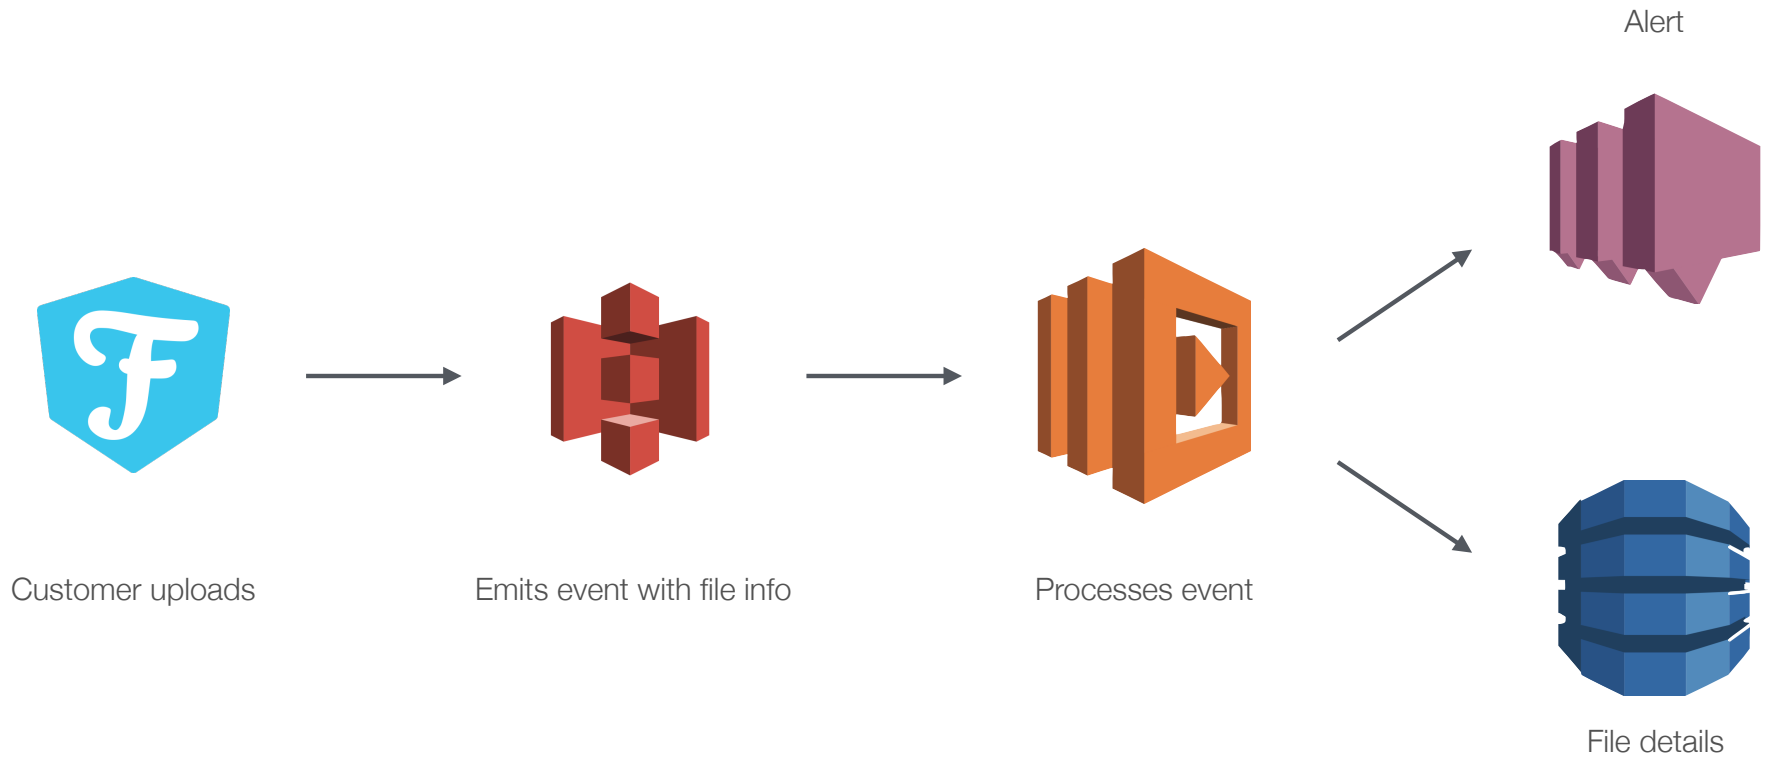 Alert
F
Customer uploads
Emits event with file info
Processes event
File details